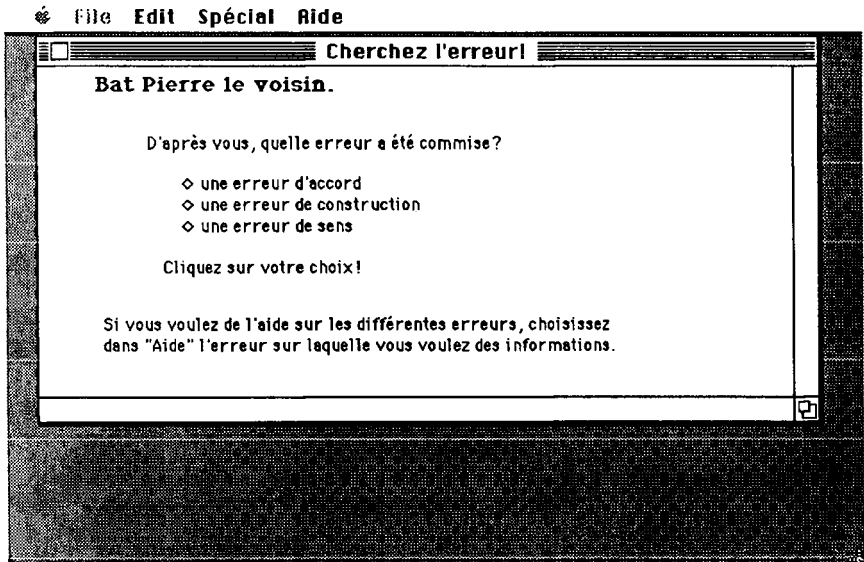 File Edit Spécial Aide
Cherchez l'erreur!
Bat Pierre le voisin.
D'après vous, quelle erreur a été commise?
◇ une erreur d'accord
◇ une erreur de construction
◇ une erreur de sens
Cliquez sur votre choix!
Si vous voulez de l'aide sur les différentes erreurs, choisissez
dans "Aide" l'erreur sur laquelle vous voulez des informations.